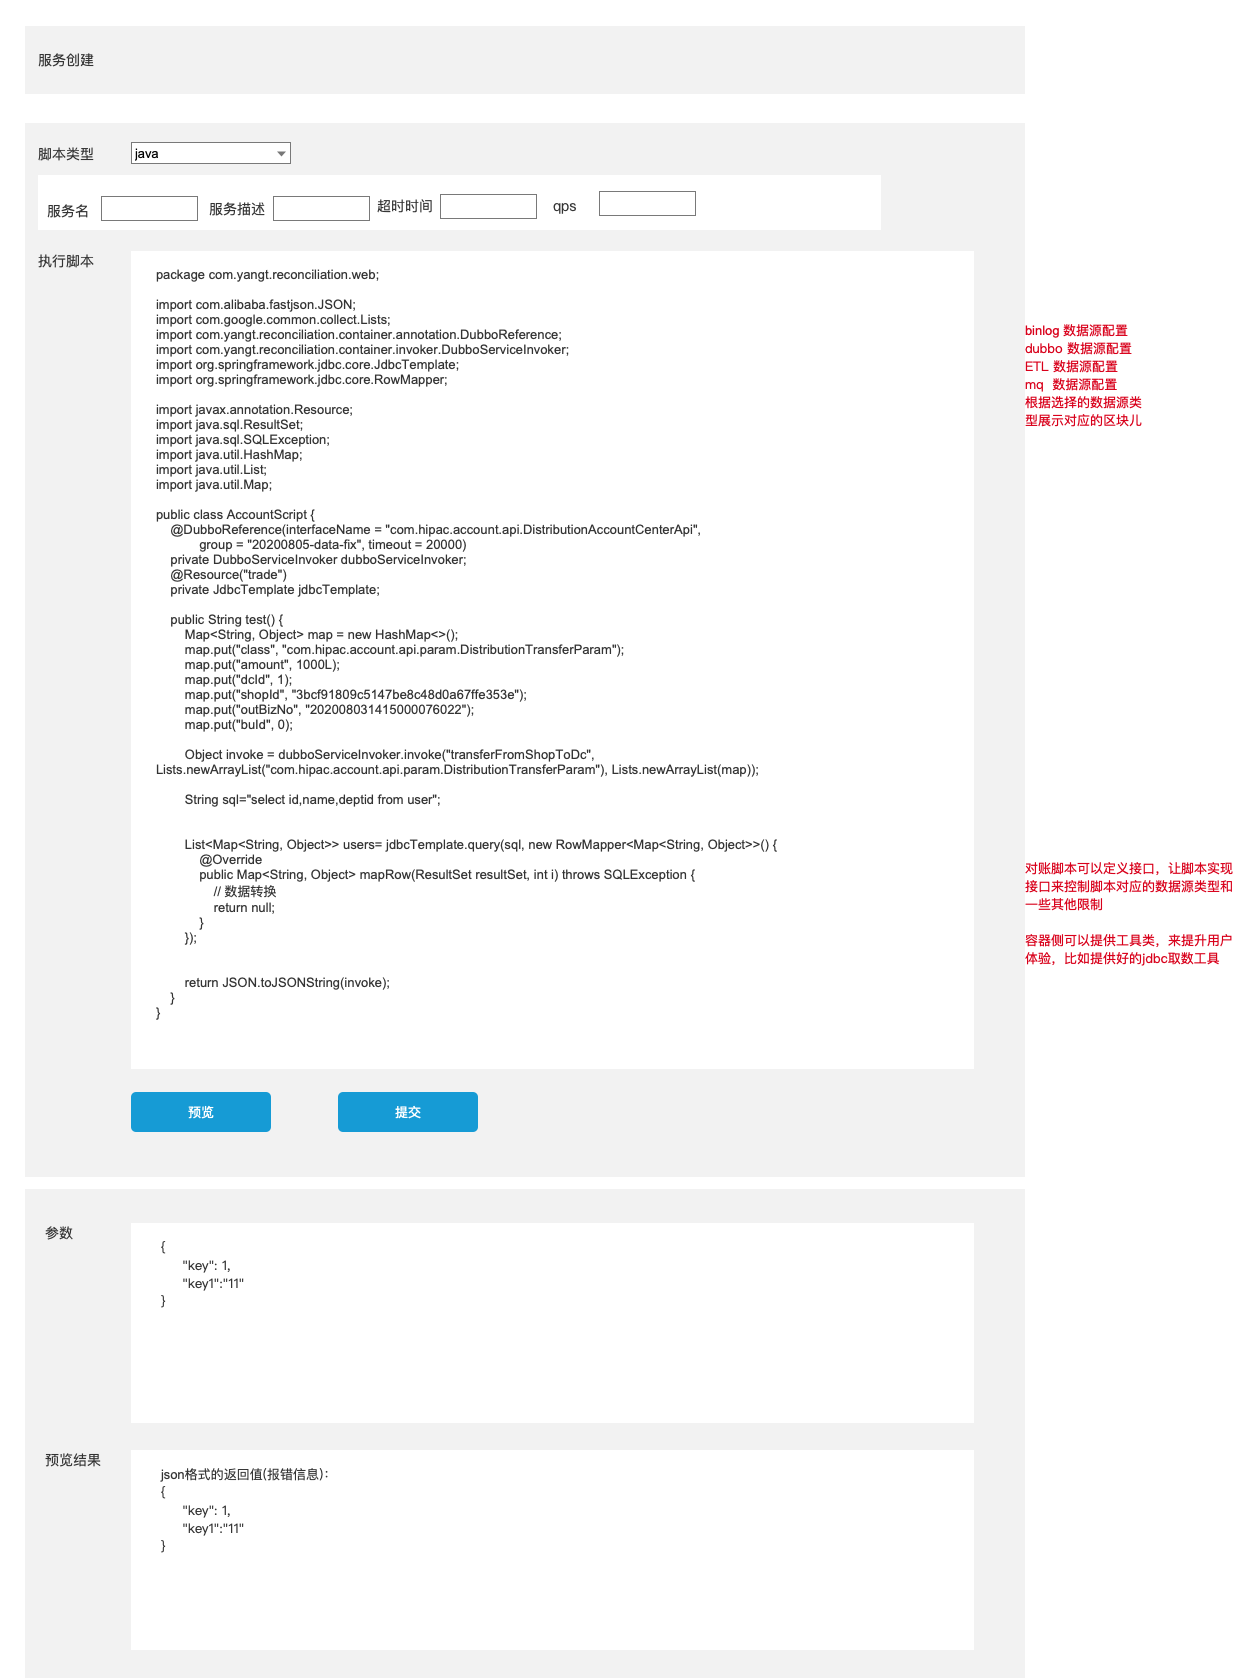 服务创建
脚本类型
java
服务名
服务描述
超时时间
qps
执行脚本
package com.yangt.reconciliation.web;
import com.alibaba.fastjson.JSON;
import com.google.common.collect.Lists;
import com.yangt.reconciliation.container.annotation.DubboReference;
import com.yangt.reconciliation.container.invoker.DubboServiceInvoker;
import org.springframework.jdbc.core.JdbcTemplate;
import org.springframework.jdbc.core.RowMapper;
import javax.annotation.Resource;
import java.sql.ResultSet;
import java.sql.SQLException;
import java.util.HashMap;
import java.util.List;
import java.util.Map;
public class AccountScript {
@DubboReference(interfaceName = "com.hipac.account.api.DistributionAccountCenterApi",
group = "20200805-data-fix", timeout = 20000)
private DubboServiceInvoker dubboServiceInvoker;
@Resource("trade")
private JdbcTemplate jdbcTemplate;
public String test() {
Map<String, Object> map = new HashMap<>();
map.put("class", "com.hipac.account.api.param.DistributionTransferParam");
map.put("amount", 1000L);
map.put("dcId", 1);
map.put("shopId", "3bcf91809c5147be8c48d0a67ffe353e");
map.put("outBizNo", "202008031415000076022");
map.put("buId", 0);
Object invoke = dubboServiceInvoker.invoke("transferFromShopToDc",
Lists.newArrayList("com.hipac.account.api.param.DistributionTransferParam"), Lists.newArrayList(map));
String sql="select id,name,deptid from user";
List<Map<String, Object>> users= jdbcTemplate.query(sql, new RowMapper<Map<String, Object>>() {
@Override
public Map<String, Object> mapRow(ResultSet resultSet, int i) throws SQLException {
// 数据转换
return null;
}
});
return JSON.toJSONString(invoke);
}
}
binlog 数据源配置
dubbo 数据源配置
ETL 数据源配置
mq 数据源配置
根据选择的数据源类
型展示对应的区块儿
对账脚本可以定义接口，让脚本实现
接口来控制脚本对应的数据源类型和
一些其他限制
容器侧可以提供工具类，来提升用户
体验，比如提供好的jdbc取数工具
预览
提交
参数
{
"key": 1,
"key1":"11"
}
预览结果
json格式的返回值(报错信息)：
{
"key": 1,
"key1":"11"
}